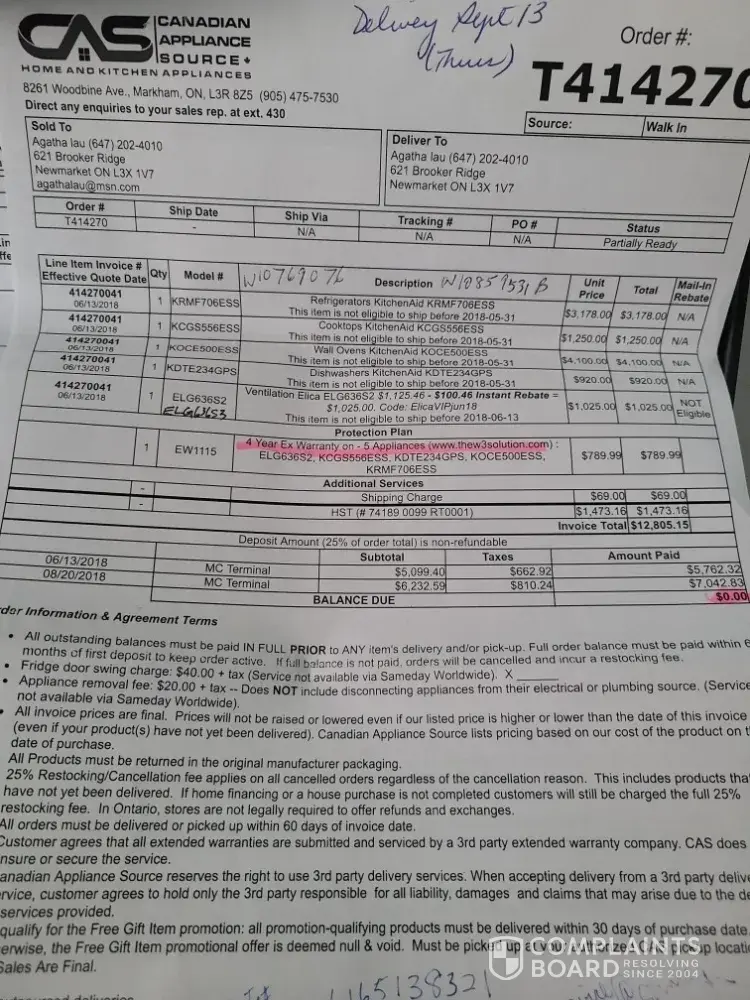 CAS CANADIAN
APPLIANCE
SOURCE
HOME AND KITCHEN APPLIANCES
Delivery Sept 13
(Thurs)
Order #:
T414270
8261 Woodbine Ave., Markham, ON, L3R 8Z5 (905) 475-7530
Direct any enquiries to your sales rep. at ext. 430
Source: Walk In
Sold To
Agatha lau (647) 202-4010
621 Brooker Ridge
Newmarket ON L3X 1V7
agathalau@msn.com
Deliver To
Agatha lau (647) 202-4010
621 Brooker Ridge
Newmarket ON L3X 1V7
Order # Ship Date Ship Via Tracking # PO # Status
T414270 - N/A N/A N/A Partially Ready
W10769076 W10859531 B
Line Item Invoice # Effective Quote Date Qty Model # Description Unit Price Total Mail-In Rebate
414270041 06/13/2018 1 KRMF706ESS Refrigerators KitchenAid KRMF706ESS $3,178.00 $3,178.00 N/A
This item is not eligible to ship before 2018-05-31
414270041 06/13/2018 1 KCGS556ESS Cooktops KitchenAid KCGS556ESS $1,250.00 $1,250.00 N/A
This item is not eligible to ship before 2018-05-31
414270041 06/13/2018 1 KOCE500ESS Wall Ovens KitchenAid KOCE500ESS $4,100.00 $4,100.00 N/A
This item is not eligible to ship before 2018-05-31
414270041 06/13/2018 1 KDTE234GPS Dishwashers KitchenAid KDTE234GPS $920.00 $920.00 N/A
This item is not eligible to ship before 2018-05-31
414270041 06/13/2018 1 ELG636S2 Ventilation Elica ELG636S2 $1,125.46 - $100.46 Instant Rebate = $1,025.00 $1,025.00 NOT Eligible
ELG636S3 $1,025.00. Code: ElicaVIPjun18
This item is not eligible to ship before 2018-06-13
Protection Plan
1 EW1115 4 Year Ex Warranty on - 5 Appliances (www.thew3solution.com) : $789.99 $789.99
ELG636S2, KCGS556ESS, KDTE234GPS, KOCE500ESS,
KRMF706ESS
Additional Services
- Shipping Charge $69.00 $69.00
- HST (# 74189 0099 RT0001) $1,473.16 $1,473.16
Invoice Total $12,805.15
Deposit Amount (25% of order total) is non-refundable
Subtotal Taxes Amount Paid
06/13/2018 MC Terminal $5,099.40 $662.92 $5,762.32
08/20/2018 MC Terminal $6,232.59 $810.24 $7,042.83
BALANCE DUE $0.00
der Information & Agreement Terms
• All outstanding balances must be paid IN FULL PRIOR to ANY item's delivery and/or pick-up. Full order balance must be paid within 6
months of first deposit to keep order active. If full balance is not paid, orders will be cancelled and incur a restocking fee.
• Fridge door swing charge: $40.00 + tax (Service not available via Sameday Worldwide). X
• Appliance removal fee: $20.00 + tax -- Does NOT include disconnecting appliances from their electrical or plumbing source. (Service
not available via Sameday Worldwide).
• All invoice prices are final. Prices will not be raised or lowered even if our listed price is higher or lower than the date of this invoice
(even if your product(s) have not yet been delivered). Canadian Appliance Source lists pricing based on our cost of the product on t
date of purchase.
All Products must be returned in the original manufacturer packaging.
25% Restocking/Cancellation fee applies on all cancelled orders regardless of the cancellation reason. This includes products tha
have not yet been delivered. If home financing or a house purchase is not completed customers will still be charged the full 25%
restocking fee. In Ontario, stores are not legally required to offer refunds and exchanges.
All orders must be delivered or picked up within 60 days of invoice date.
Customer agrees that all extended warranties are submitted and serviced by a 3rd party extended warranty company. CAS does
nsure or secure the service.
anadian Appliance Source reserves the right to use 3rd party delivery services. When accepting delivery from a 3rd party delive
rvice, customer agrees to hold only the 3rd party responsible for all liability, damages and claims that may arise due to the de
services provided.
qualify for the Free Gift Item promotion: all promotion-qualifying products must be delivered within 30 days of purchase date.
erwise, the Free Gift Item promotional offer is deemed null & void. Must be picked up at your authorized CAS pickup locati
Sales Are Final.
COMPLAINTS
BOARD RESOLVING
SINCE 2004
1165138321